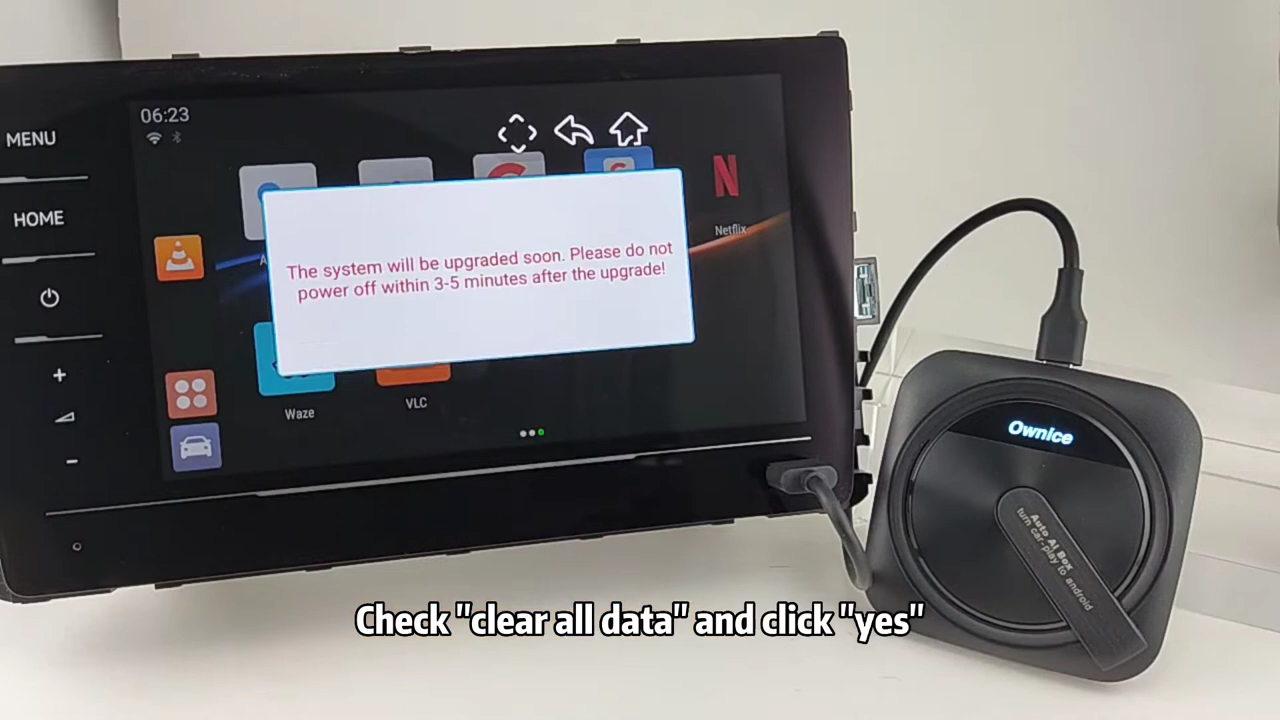 MENU
HOME
06:23
Netflix
The system will be upgraded soon. Please do not
power off within 3-5 minutes after the upgrade!
Waze
VLC
Ownice
Auto AI Box
turn car-play to android
Check "clear all data" and click "yes"